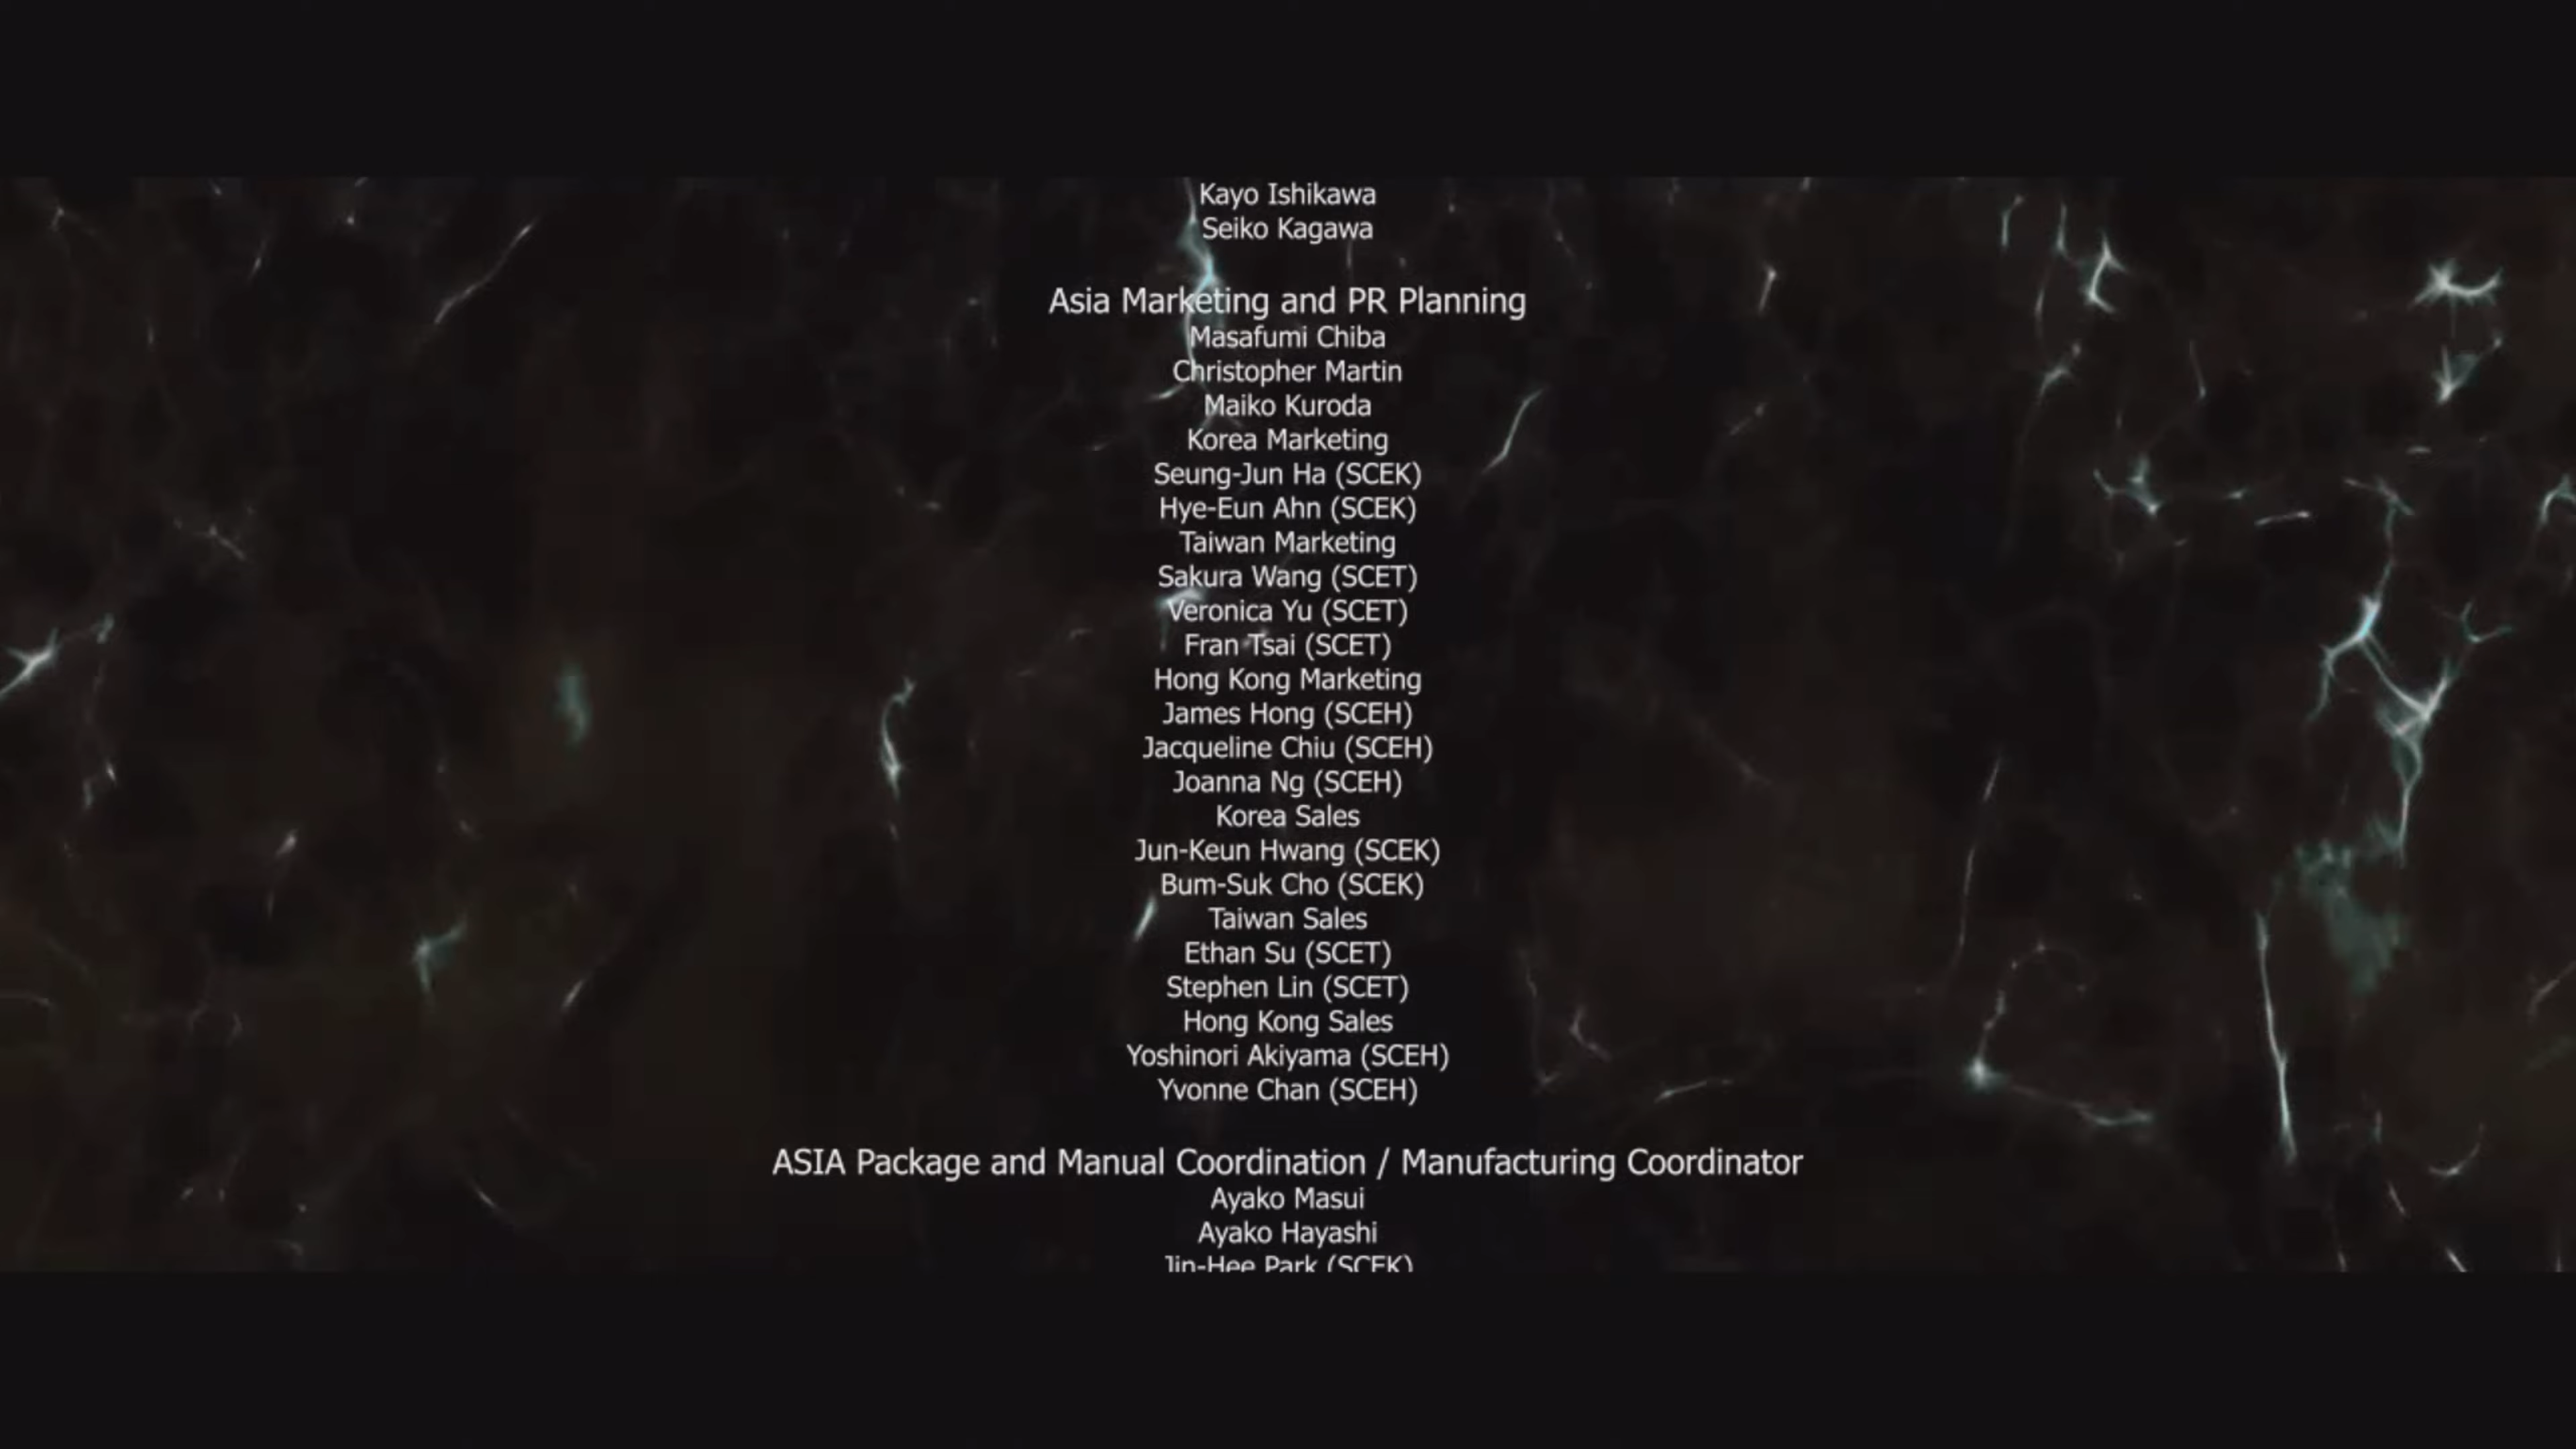 Kayo Ishikawa
Seiko Kagawa
Asia Marketing and PR Planning
Masafumi Chiba
Christopher Martin
Maiko Kuroda
Korea Marketing
Seung-Jun Ha (SCEK)
Hye-Eun Ahn (SCEK)
Taiwan Marketing
Sakura Wang (SCET)
Veronica Yu (SCET)
Fran Tsai (SCET)
Hong Kong Marketing
James Hong (SCEH)
Jacqueline Chiu (SCEH)
Joanna Ng (SCEH)
Korea Sales
Jun-Keun Hwang (SCEK)
Bum-Suk Cho (SCEK)
Taiwan Sales
Ethan Su (SCET)
Stephen Lin (SCET)
Hong Kong Sales
Yoshinori Akiyama (SCEH)
Yvonne Chan (SCEH)
ASIA Package and Manual Coordination / Manufacturing Coordinator
Ayako Masui
Ayako Hayashi
Jin-Hee Park (SCEK)